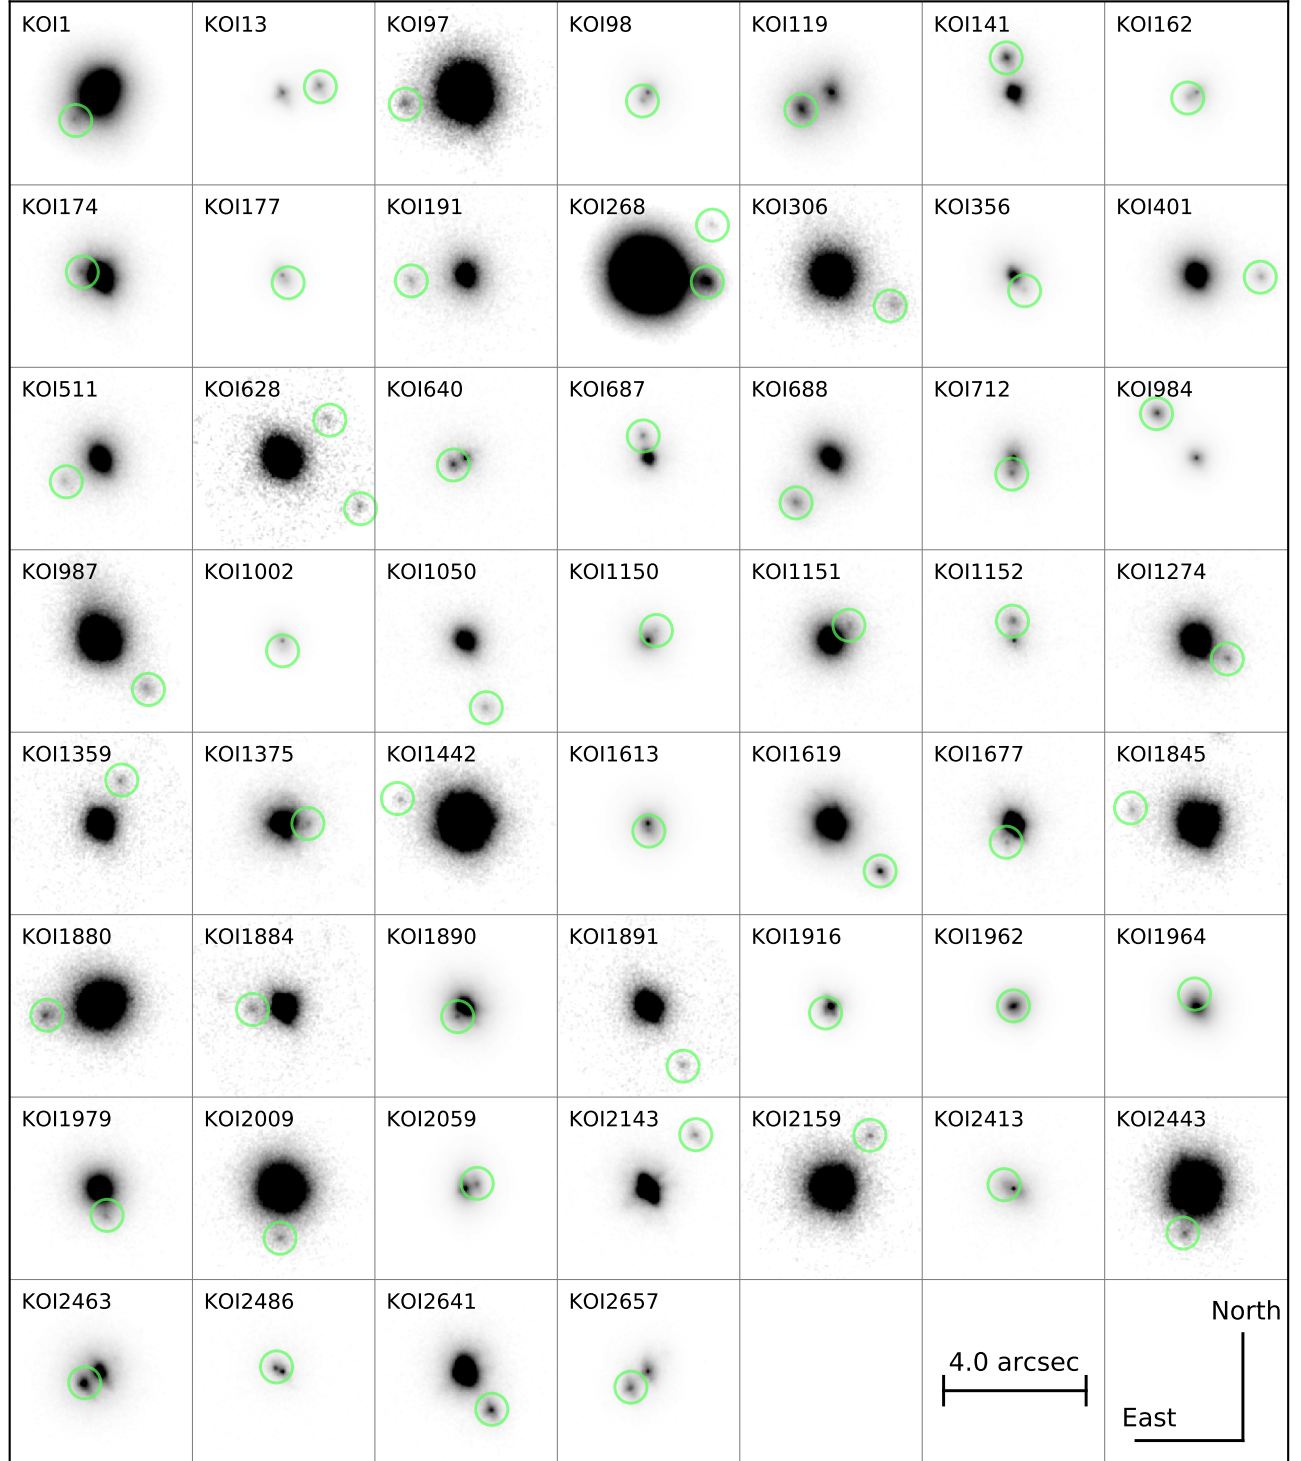 KOI1 KOI13 KOI97 KOI98 KOI119 KOI141 KOI162
KOI174 KOI177 KOI191 KOI268 KOI306 KOI356 KOI401
KOI511 KOI628 KOI640 KOI687 KOI688 KOI712 KOI984
KOI987 KOI1002 KOI1050 KOI1150 KOI1151 KOI1152 KOI1274
KOI1359 KOI1375 KOI1442 KOI1613 KOI1619 KOI1677 KOI1845
KOI1880 KOI1884 KOI1890 KOI1891 KOI1916 KOI1962 KOI1964
KOI1979 KOI2009 KOI2059 KOI2143 KOI2159 KOI2413 KOI2443
KOI2463 KOI2486 KOI2641 KOI2657
North
4.0 arcsec
East